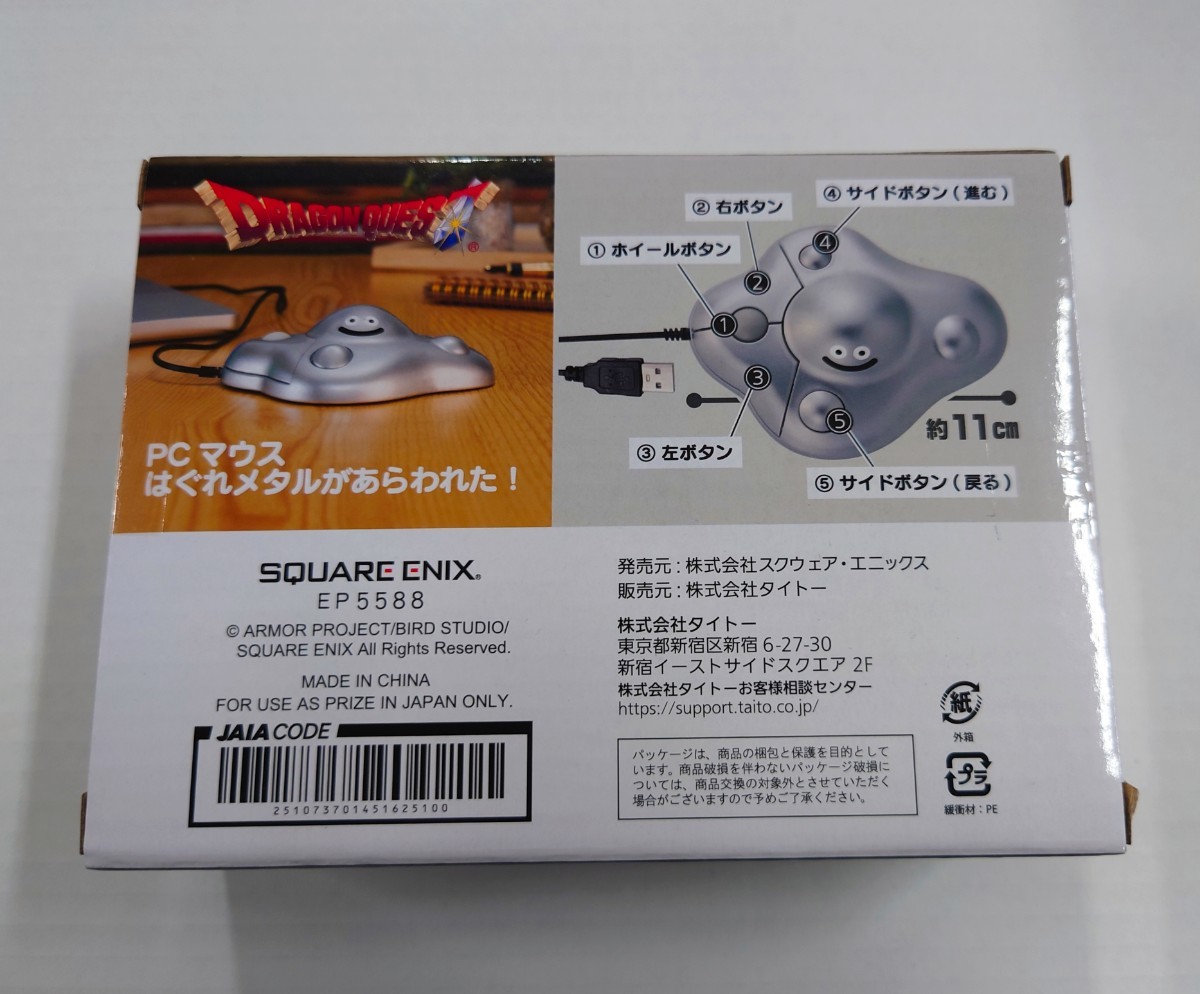 DRAGON QUEST®
PC マウス
はぐれメタルがあらわれた！
④ サイドボタン（進む）
② 右ボタン
① ホイールボタン
④
②
①
③
⑤
約11cm
③ 左ボタン
⑤ サイドボタン（戻る）
SQUARE ENIX®
EP5588
© ARMOR PROJECT/BIRD STUDIO/
SQUARE ENIX All Rights Reserved.
MADE IN CHINA
FOR USE AS PRIZE IN JAPAN ONLY.
JAIA CODE
251073701451625100
発売元：株式会社スクウェア・エニックス
販売元：株式会社タイトー
株式会社タイトー
東京都新宿区新宿 6-27-30
新宿イーストサイドスクエア 2F
株式会社タイトーお客様相談センター
https://support.taito.co.jp/
パッケージは、商品の梱包と保護を目的として
います。商品破損を伴わないパッケージ破損に
ついては、商品交換の対象外とさせていただく
場合がございますので予めご了承ください。
紙
外箱
プラ
緩衝材：PE